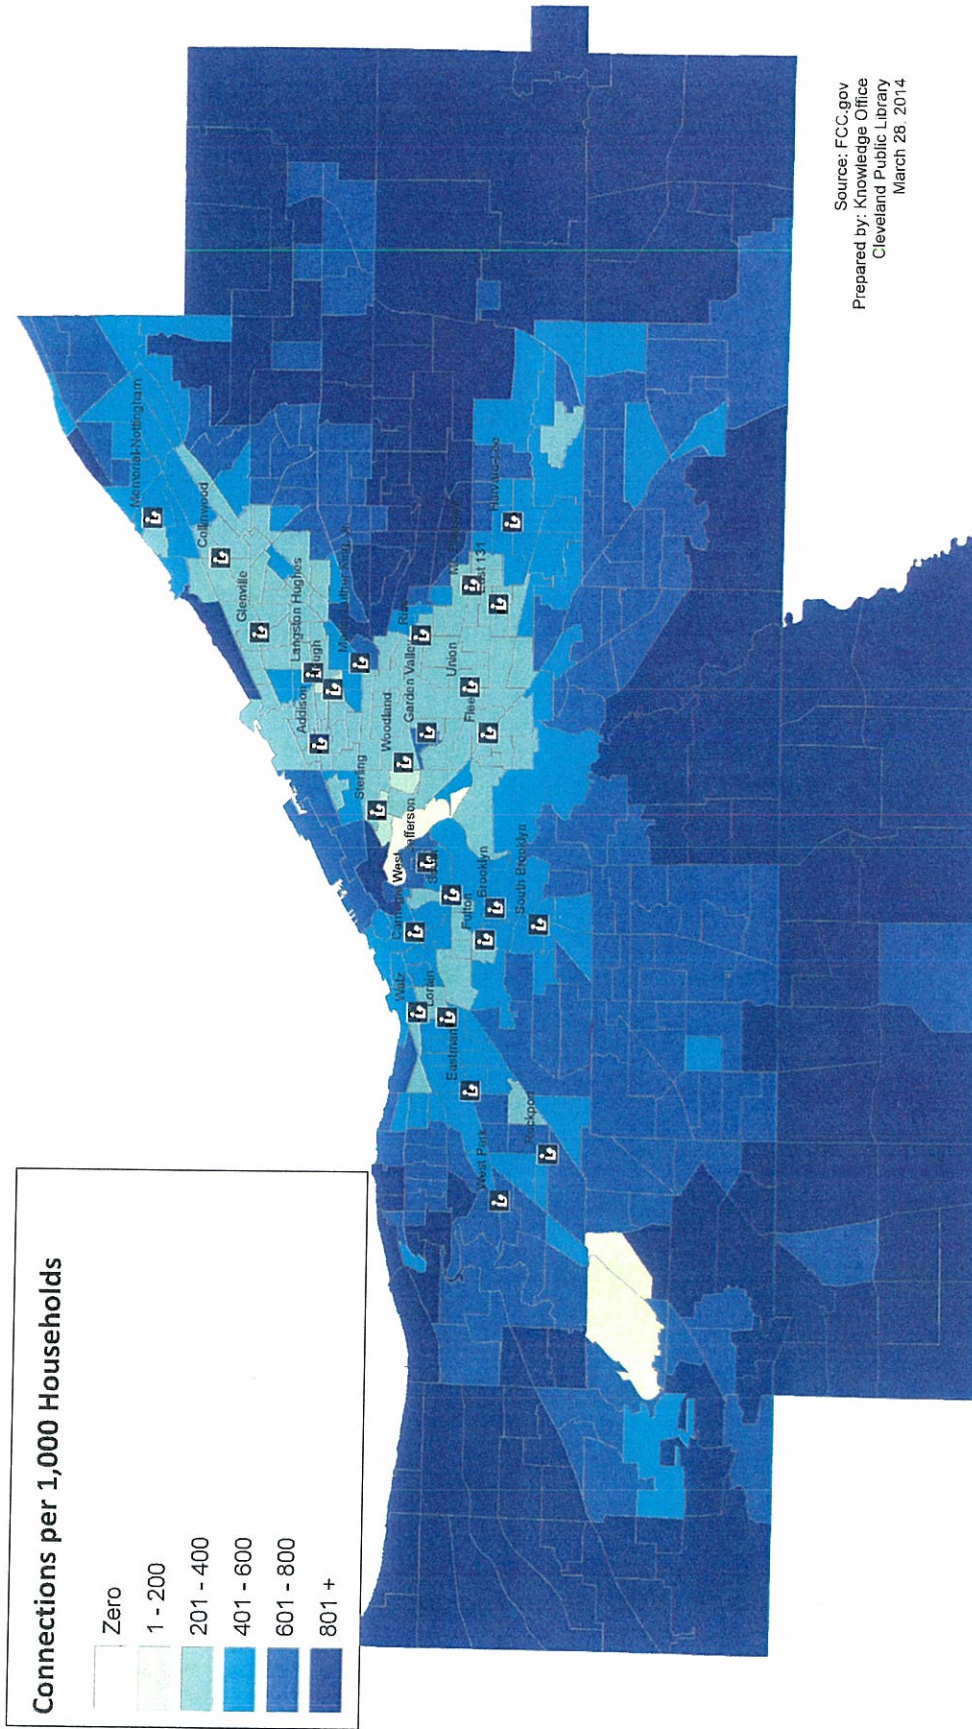 Connections per 1,000 Households
Zero
1 - 200
201 - 400
401 - 600
601 - 800
801 +
Memorial-Nottingham
Collinwood
Glenville
Langston Hughes
Addison
Sterling
Woodland
Garden Valley
Union
East 131
Harvard-Lee
Jefferson
West
Brooklyn
Fulton
South Brooklyn
Walz
Lorain
Eastman
Rockport
West Park
Source: FCC.gov
Prepared by: Knowledge Office
Cleveland Public Library
March 28, 2014